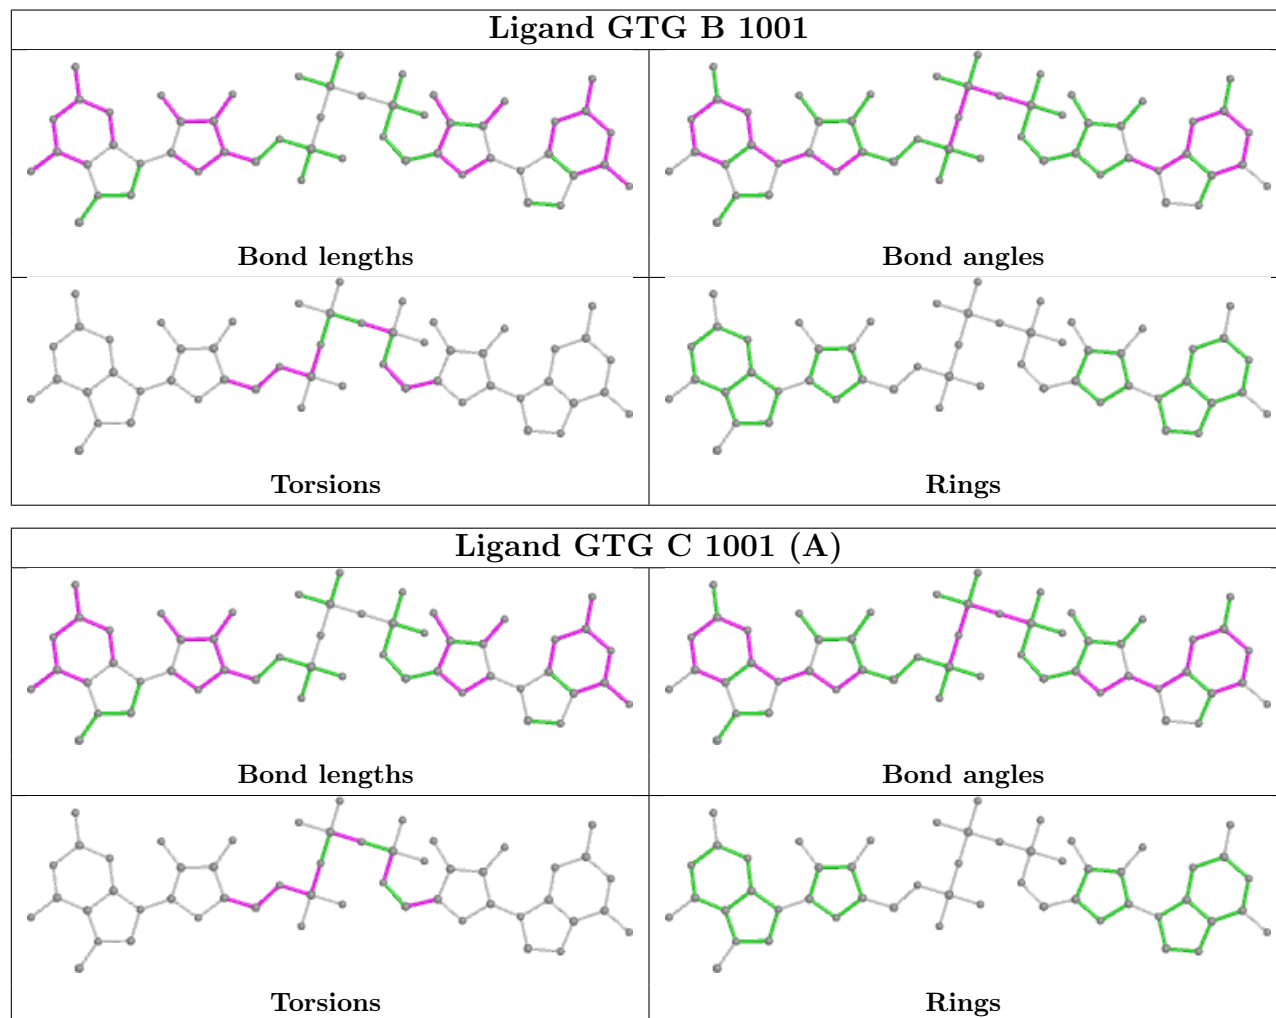 Ligand GTG B 1001
Bond lengths
Bond angles
Torsions
Rings
Ligand GTG C 1001 (A)
Bond lengths
Bond angles
Torsions
Rings